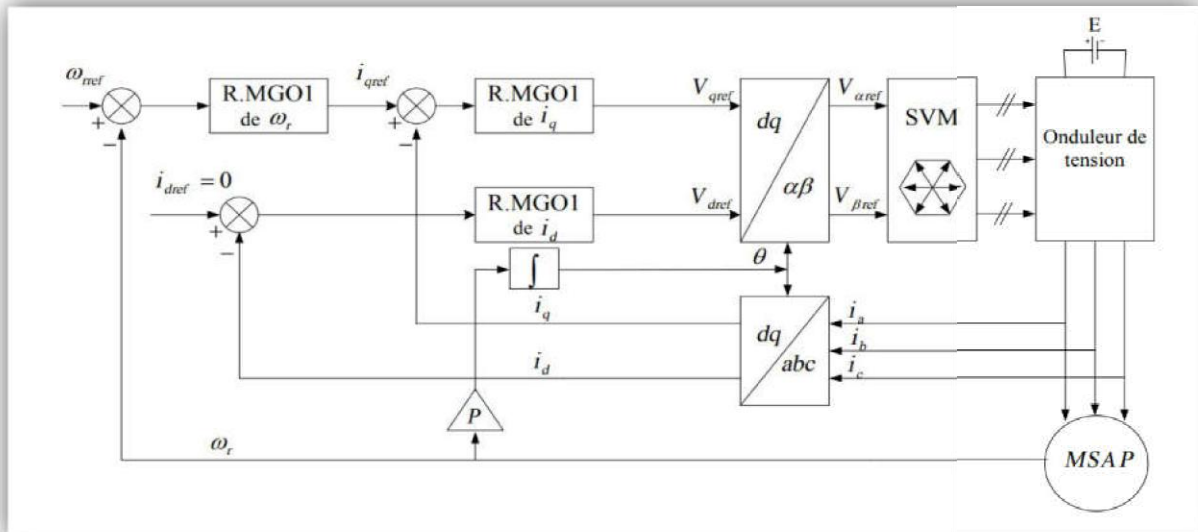 E
+ -
ω_rref
i_qref
V_qref
V_αref
R.MGO1
de ω_r
R.MGO1
de i_q
dq
αβ
SVM
Onduleur de
tension
+
−
+
−
i_dref = 0
R.MGO1
de i_d
V_dref
V_βref
+
−
∫
θ
i_q
i_d
dq
abc
i_a
i_b
i_c
P
ω_r
MSAP